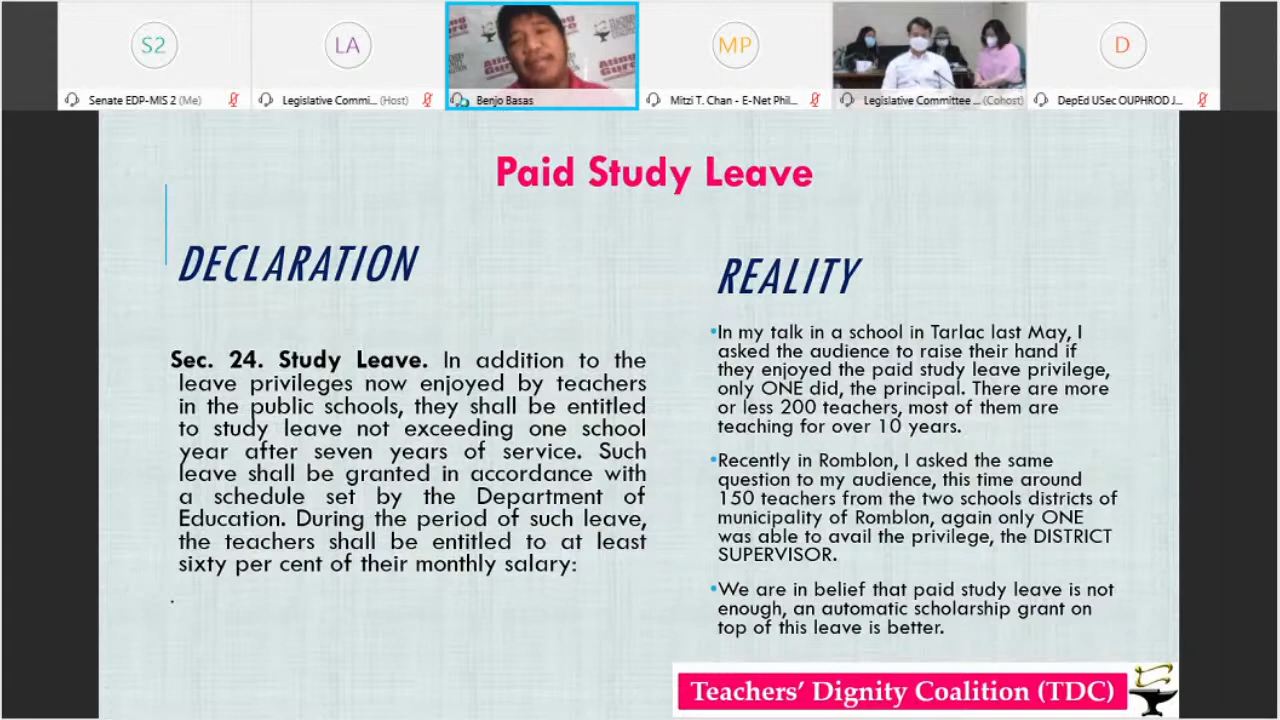 S2
LA
MP
D
Senate EDP-MIS 2 (Me)
Legislative Commi... (Host)
Benjo Basas
Mitzi T. Chan - E-Net Phil...
Legislative Committee ... (Cohost)
DepEd USec OUPHROD J...
Paid Study Leave
DECLARATION
Sec. 24. Study Leave. In addition to the
leave privileges now enjoyed by teachers
in the public schools, they shall be entitled
to study leave not exceeding one school
year after seven years of service. Such
leave shall be granted in accordance with
a schedule set by the Department of
Education. During the period of such leave,
the teachers shall be entitled to at least
sixty per cent of their monthly salary:
.
REALITY
•In my talk in a school in Tarlac last May, I
asked the audience to raise their hand if
they enjoyed the paid study leave privilege,
only ONE did, the principal. There are more
or less 200 teachers, most of them are
teaching for over 10 years.
•Recently in Romblon, I asked the same
question to my audience, this time around
150 teachers from the two schools districts of
municipality of Romblon, again only ONE
was able to avail the privilege, the DISTRICT
SUPERVISOR.
•We are in belief that paid study leave is not
enough, an automatic scholarship grant on
top of this leave is better.
Teachers' Dignity Coalition (TDC)